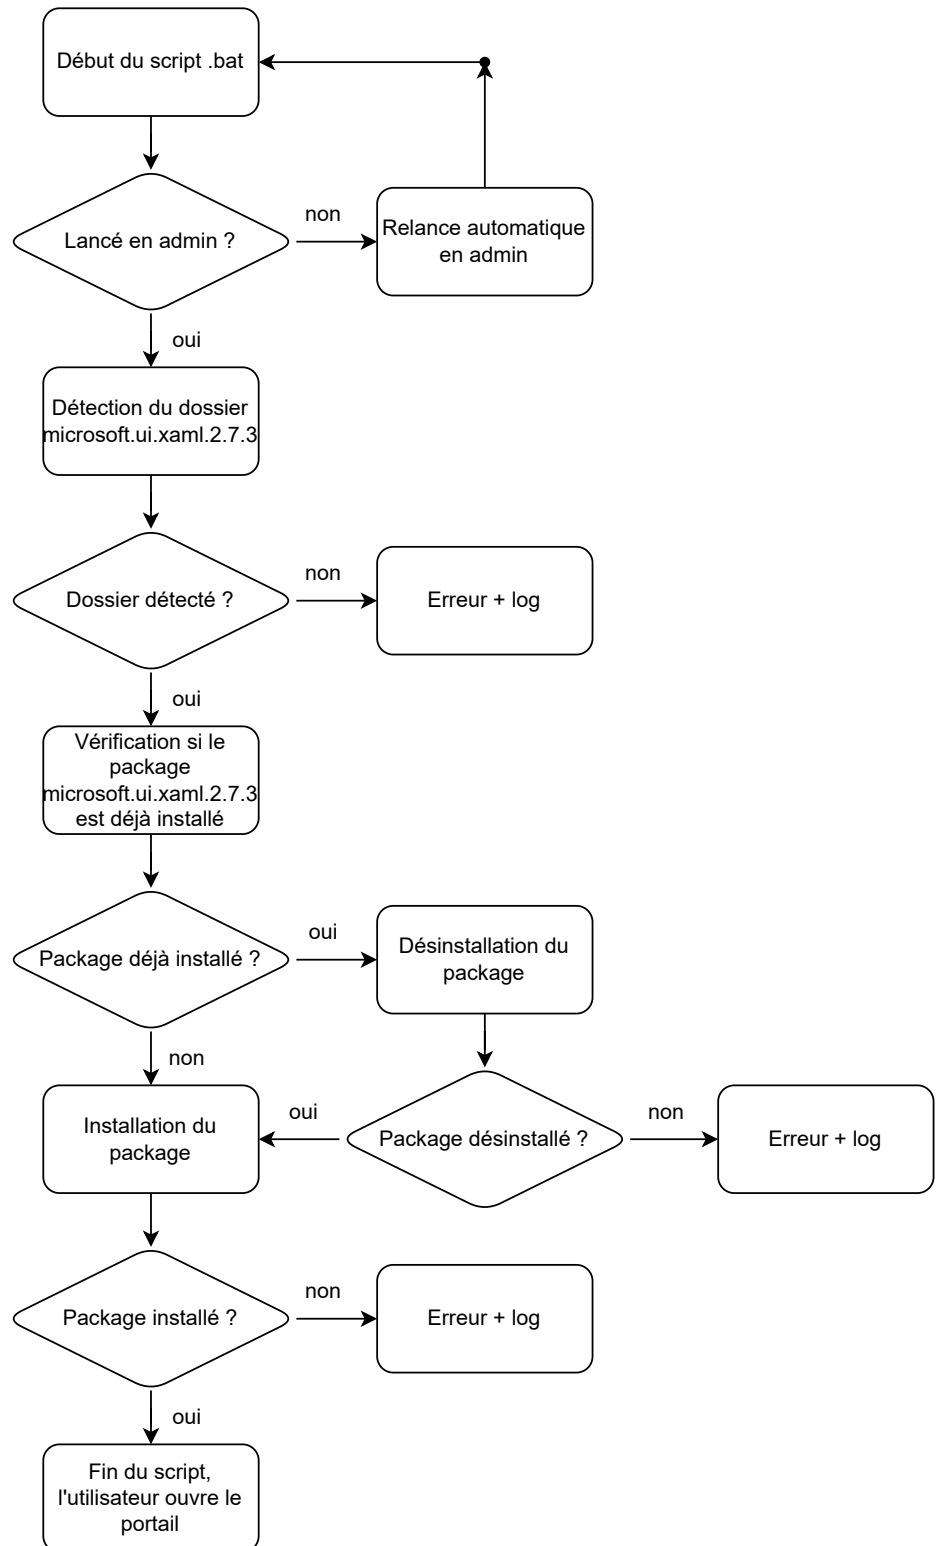 Début du script .bat
Lancé en admin ?
non
Relance automatique
en admin
oui
Détection du dossier
microsoft.ui.xaml.2.7.3
Dossier détecté ?
non
Erreur + log
oui
Vérification si le
package
microsoft.ui.xaml.2.7.3
est déjà installé
Package déjà installé ?
oui
Désinstallation du
package
non
Installation du
package
oui
Package désinstallé ?
non
Erreur + log
Package installé ?
non
Erreur + log
oui
Fin du script,
l'utilisateur ouvre le
portail